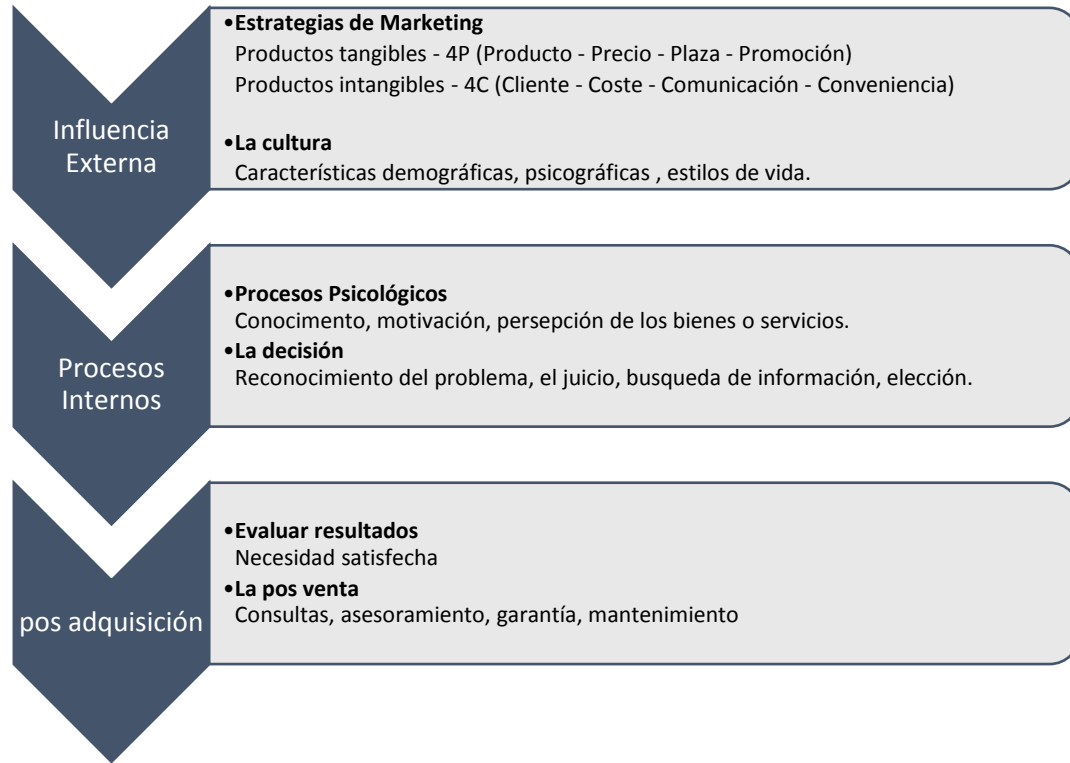 Influencia
Externa
•Estrategias de Marketing
Productos tangibles - 4P (Producto - Precio - Plaza - Promoción)
Productos intangibles - 4C (Cliente - Coste - Comunicación - Conveniencia)
•La cultura
Características demográficas, psicográficas , estilos de vida.
Procesos
Internos
•Procesos Psicológicos
Conocimento, motivación, persepción de los bienes o servicios.
•La decisión
Reconocimiento del problema, el juicio, busqueda de información, elección.
pos adquisición
•Evaluar resultados
Necesidad satisfecha
•La pos venta
Consultas, asesoramiento, garantía, mantenimiento